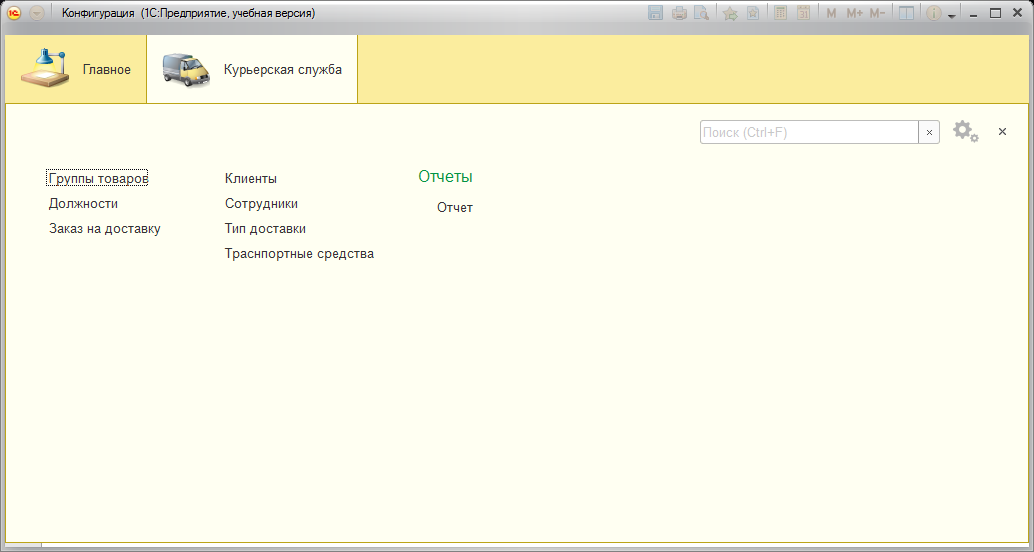 Конфигурация (1С:Предприятие, учебная версия)
M M+ M-
31
Главное
Курьерская служба
Поиск (Ctrl+F)
Группы товаров
Должности
Заказ на доставку
Клиенты
Сотрудники
Тип доставки
Траснпортные средства
Отчеты
Отчет